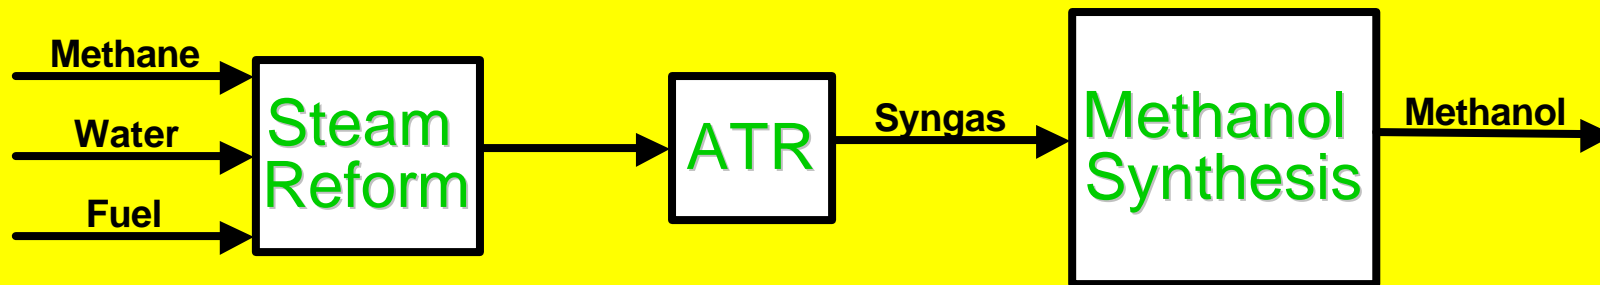 Methane
Water
Fuel
Steam
Reform
ATR
Syngas
Methanol
Synthesis
Methanol